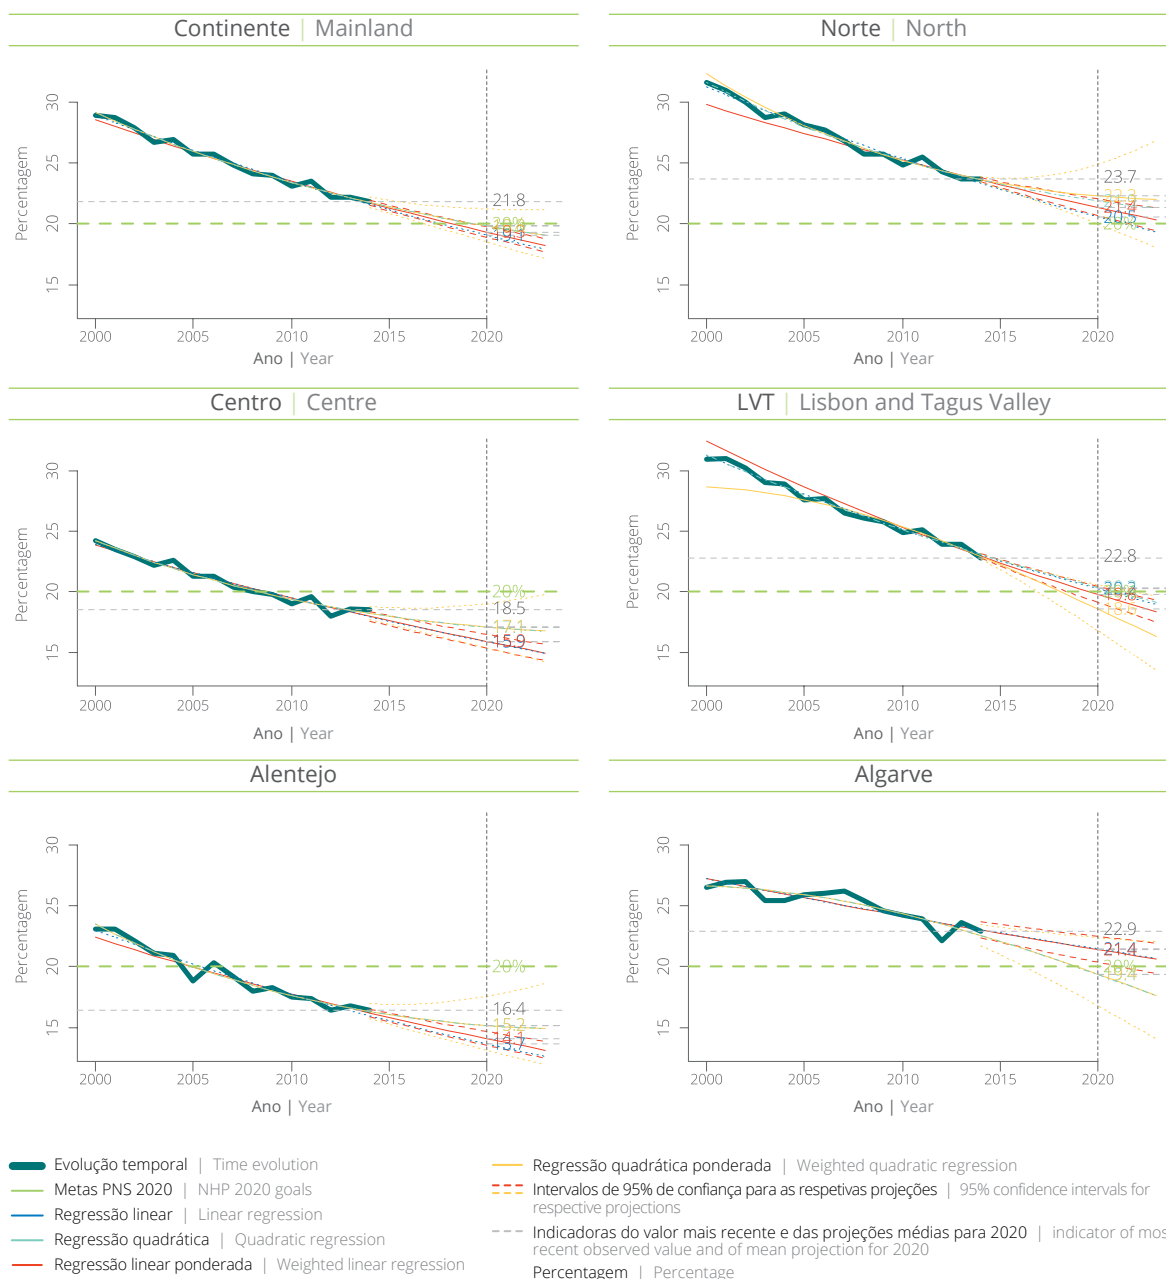 Continente | Mainland
Norte | North
Percentagem
30
25
20
15
21.8
20%
2000
2005
2010
2015
2020
Ano | Year
Percentagem
30
25
20
15
23.7
20%
2000
2005
2010
2015
2020
Ano | Year
Centro | Centre
LVT | Lisbon and Tagus Valley
Percentagem
30
25
20
15
20%
18.5
17.1
15.9
2000
2005
2010
2015
2020
Ano | Year
Percentagem
30
25
20
15
22.8
2000
2005
2010
2015
2020
Ano | Year
Alentejo
Algarve
Percentagem
30
25
20
15
20%
16.4
15.2
13.7
2000
2005
2010
2015
2020
Ano | Year
Percentagem
30
25
20
15
22.9
21.4
20%
19.4
2000
2005
2010
2015
2020
Ano | Year
Evolução temporal | Time evolution
Metas PNS 2020 | NHP 2020 goals
Regressão linear | Linear regression
Regressão quadrática | Quadratic regression
Regressão linear ponderada | Weighted linear regression
Regressão quadrática ponderada | Weighted quadratic regression
Intervalos de 95% de confiança para as respetivas projeções | 95% confidence intervals for
respective projections
Indicadoras do valor mais recente e das projeções médias para 2020 | indicator of mos
recent observed value and of mean projection for 2020
Percentagem | Percentage